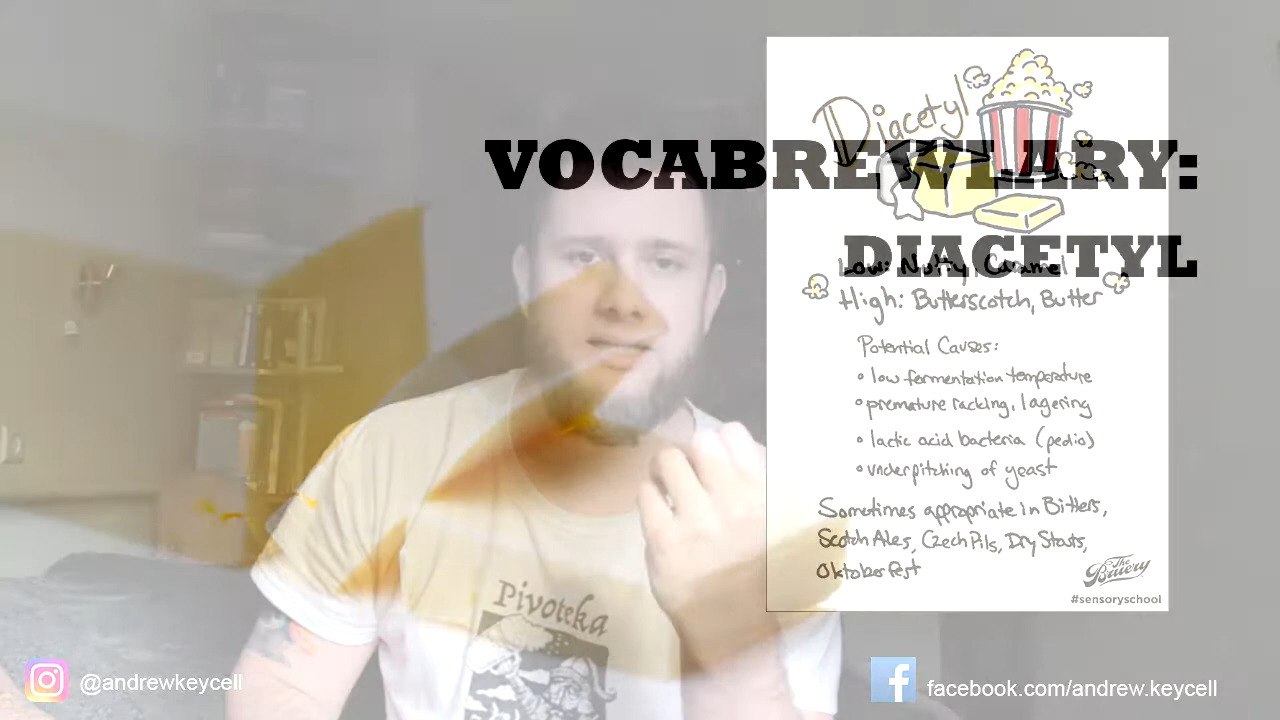 VOCABREWLARY:
DIACETYL
Diacetyl
Low: Nutty, Caramel
High: Butterscotch, Butter
Potential Causes:
• low fermentation temperature
• premature racking, lagering
• lactic acid bacteria (pedio)
• underpitching of yeast
Sometimes appropriate in Bitters,
Scotch Ales, Czech Pils, Dry Stouts,
Oktoberfest
The Bruery
#sensoryschool
Pivoteka
@andrewkeycell
facebook.com/andrew.keycell